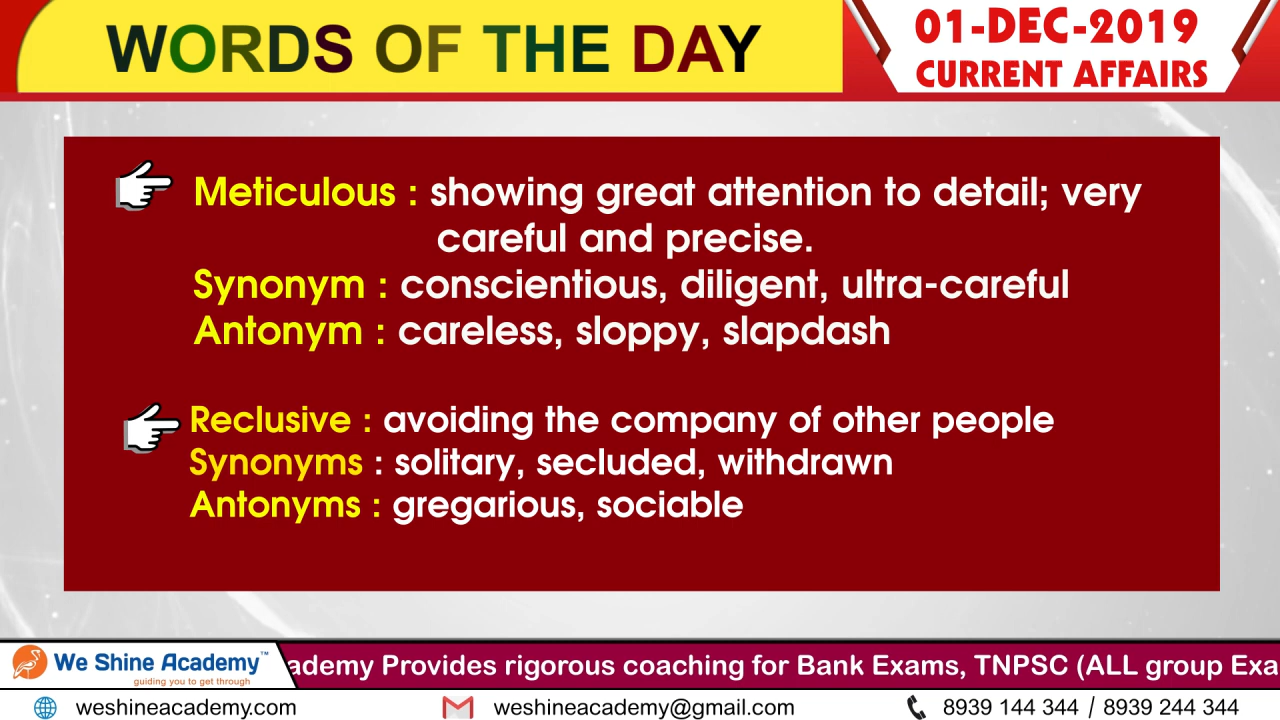 WORDS OF THE DAY
01-DEC-2019
CURRENT AFFAIRS
Meticulous : showing great attention to detail; very
careful and precise.
Synonym : conscientious, diligent, ultra-careful
Antonym : careless, sloppy, slapdash
Reclusive : avoiding the company of other people
Synonyms : solitary, secluded, withdrawn
Antonyms : gregarious, sociable
We Shine Academy™
guiding you to get through
ademy Provides rigorous coaching for Bank Exams, TNPSC (ALL group Exa
weshineacademy.com
weshineacademy@gmail.com
8939 144 344 / 8939 244 344